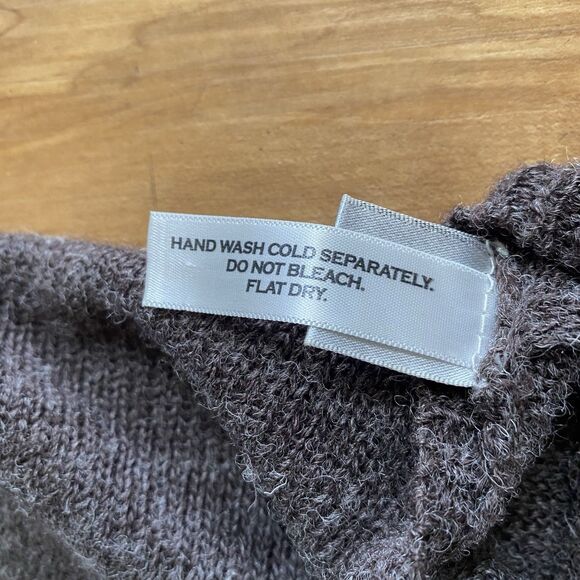 HAND WASH COLD SEPARATELY.
DO NOT BLEACH.
FLAT DRY.